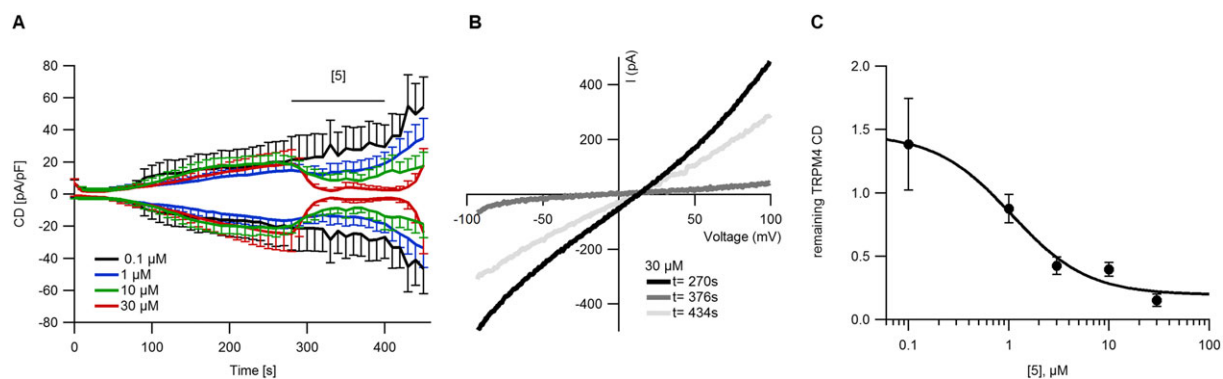 A
B
C
80
60
40
20
0
-20
-40
-60
-80
CD [pA/pF]
[5]
0.1 µM
1 µM
10 µM
30 µM
0
100
200
300
400
Time [s]
I (pA)
400
200
-100
-50
50
100
Voltage (mV)
-200
-400
30 µM
t= 270s
t= 376s
t= 434s
remaining TRPM4 CD
2.0
1.5
1.0
0.5
0.0
0.1
1
10
100
[5], µM